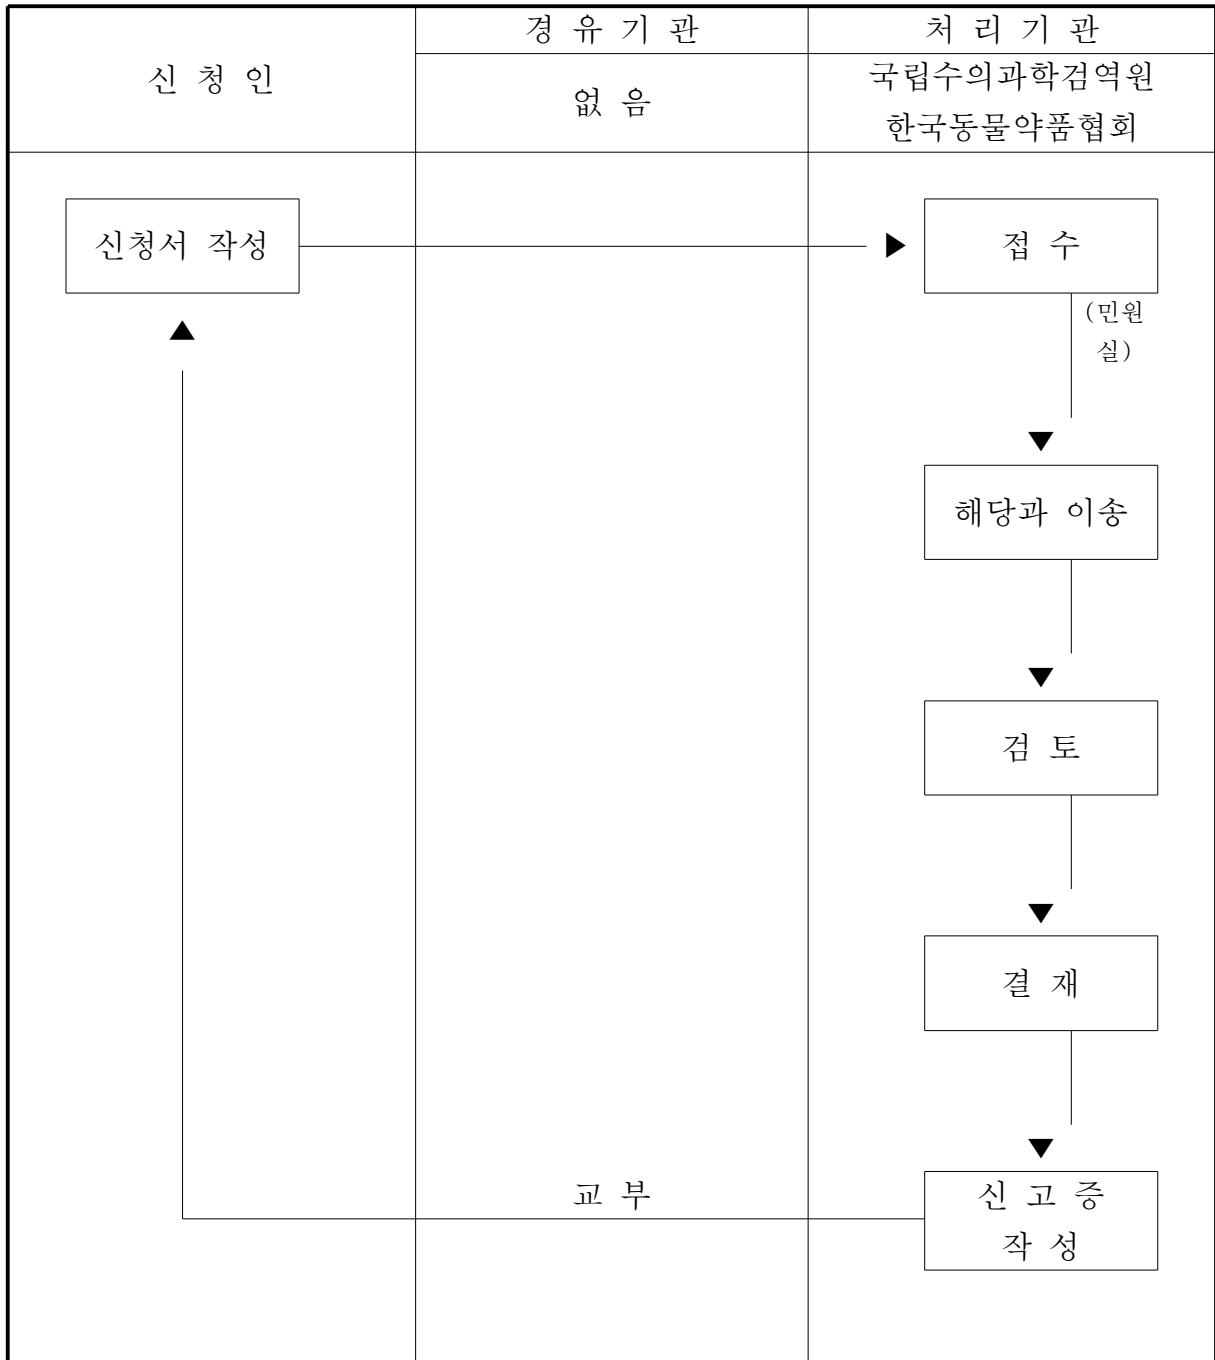 신 청 인
경 유 기 관
처 리 기 관
없 음
국립수의과학검역원
한국동물약품협회
신청서 작성
접 수
(민원
실)
해당과 이송
검 토
결 재
교 부
신 고 증
작 성